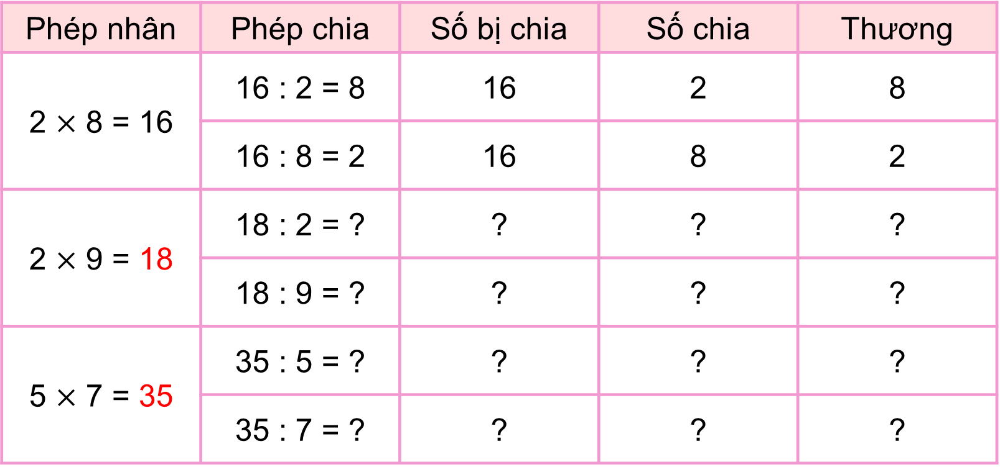 Phép nhân Phép chia Số bị chia Số chia Thương
2 × 8 = 16
16 : 2 = 8 16 2 8
16 : 8 = 2 16 8 2
2 × 9 = 18
18 : 2 = ? ? ? ?
18 : 9 = ? ? ? ?
5 × 7 = 35
35 : 5 = ? ? ? ?
35 : 7 = ? ? ? ?